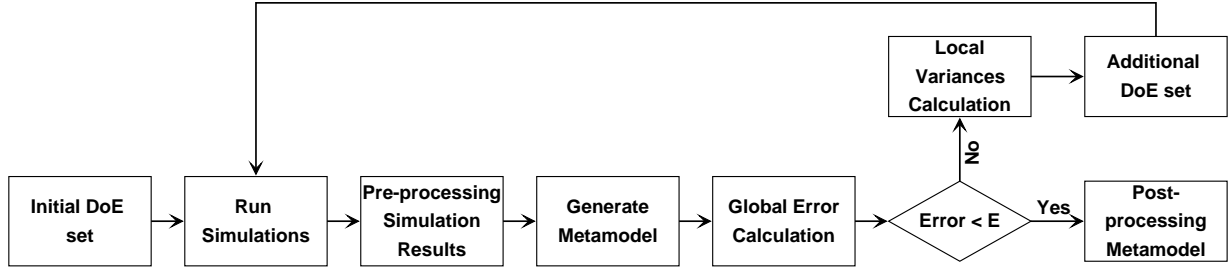 Local
Variances
Calculation
Additional
DoE set
No
Initial DoE
set
Run
Simulations
Pre-processing
Simulation
Results
Generate
Metamodel
Global Error
Calculation
Error < E
Yes
Post-
processing
Metamodel